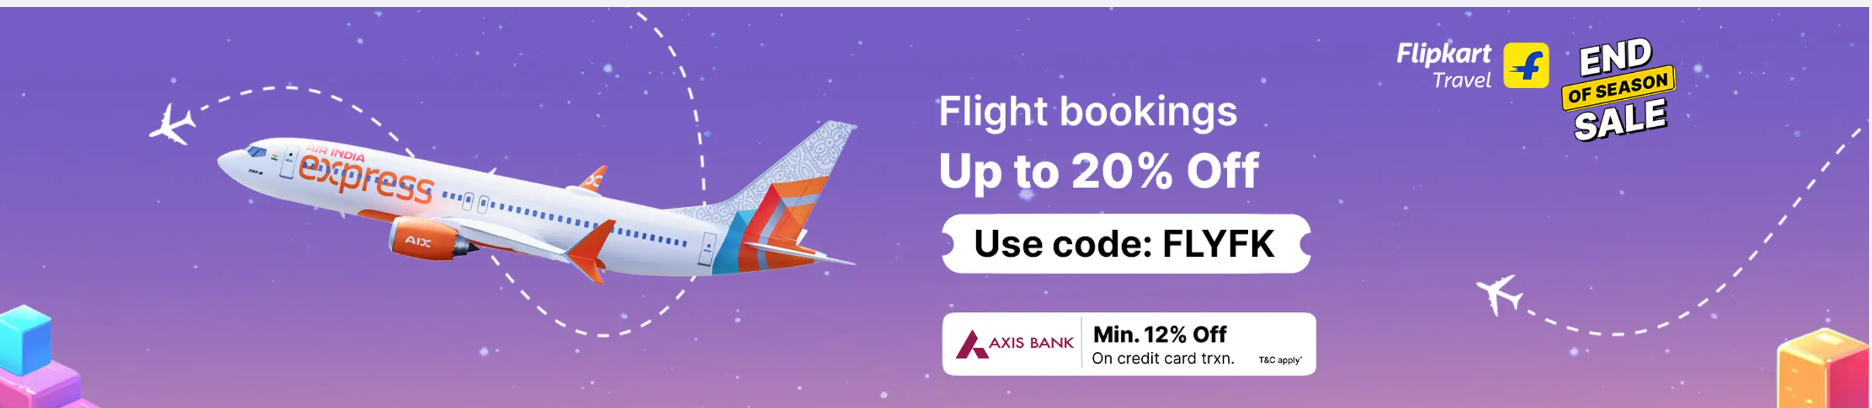 Flipkart
Travel
END
OF SEASON
SALE
Flight bookings
Up to 20% Off
Use code: FLYFK
AXIS BANK
Min. 12% Off
On credit card trxn.
T&C apply*
AIR INDIA
express
AIX